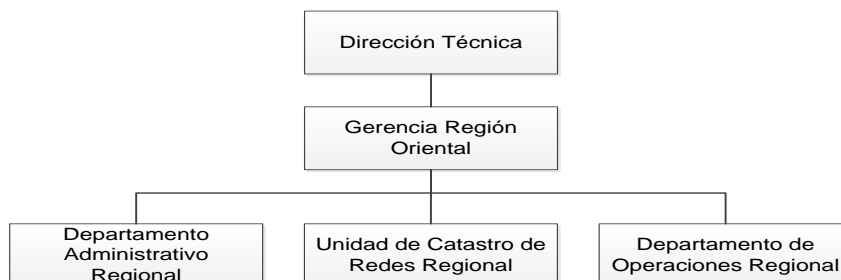 Dirección Técnica
Gerencia Región
Oriental
Departamento
Administrativo
Regional
Unidad de Catastro de
Redes Regional
Departamento de
Operaciones Regional